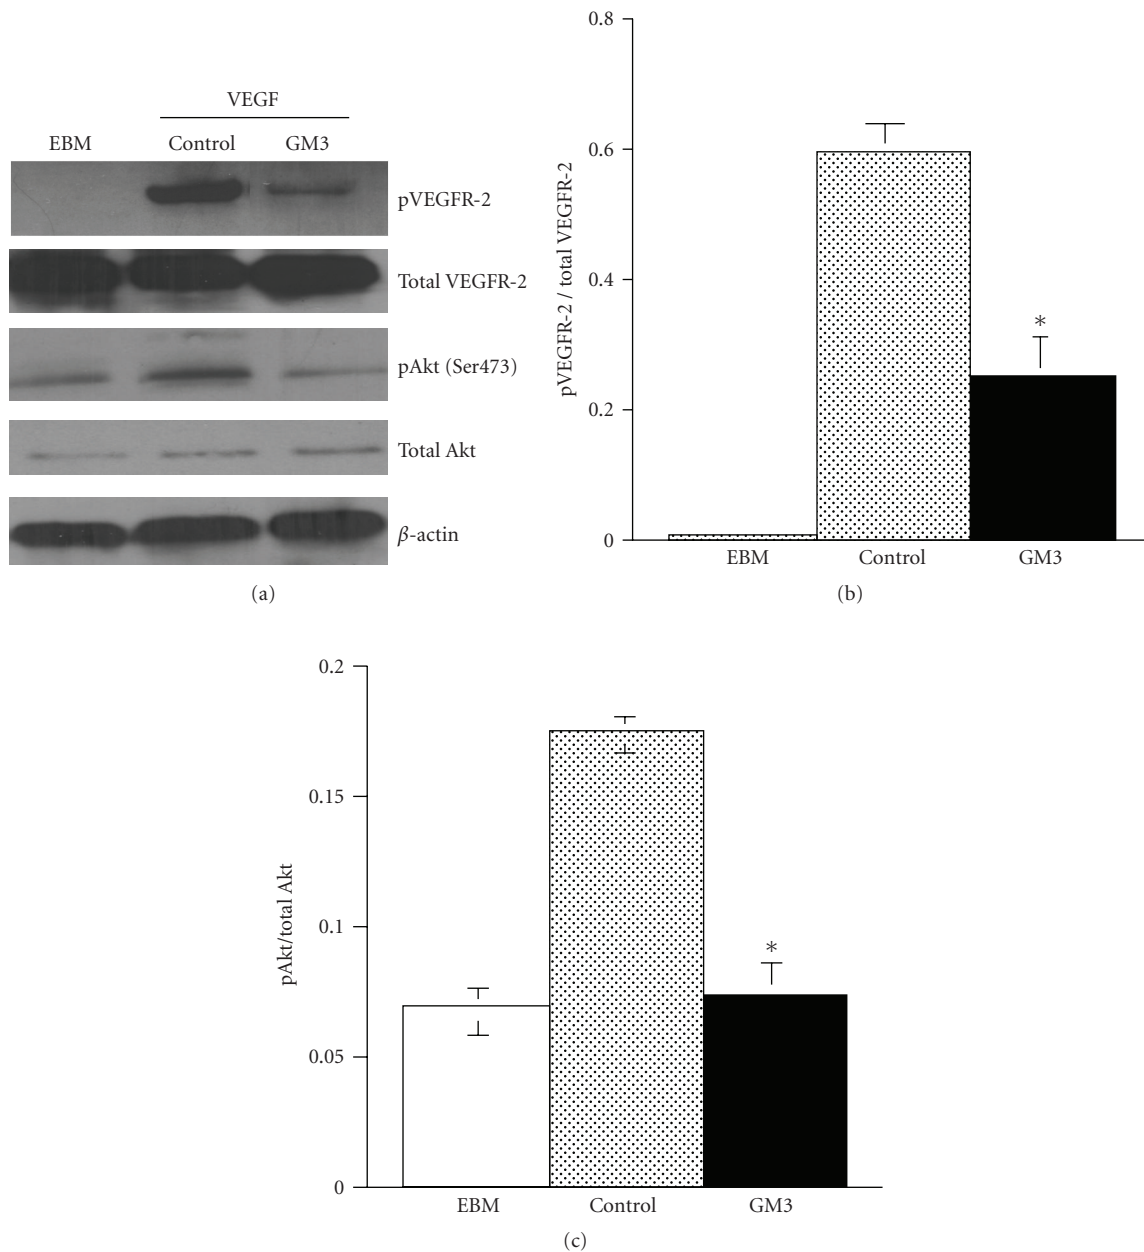 VEGF
EBM Control GM3
pVEGFR-2
Total VEGFR-2
pAkt (Ser473)
Total Akt
β-actin
(a)
pVEGFR-2 / total VEGFR-2
0.8
0.6
0.4
0.2
0
*
EBM Control GM3
(b)
pAkt/total Akt
0.2
0.15
0.1
0.05
0
*
EBM Control GM3
(c)